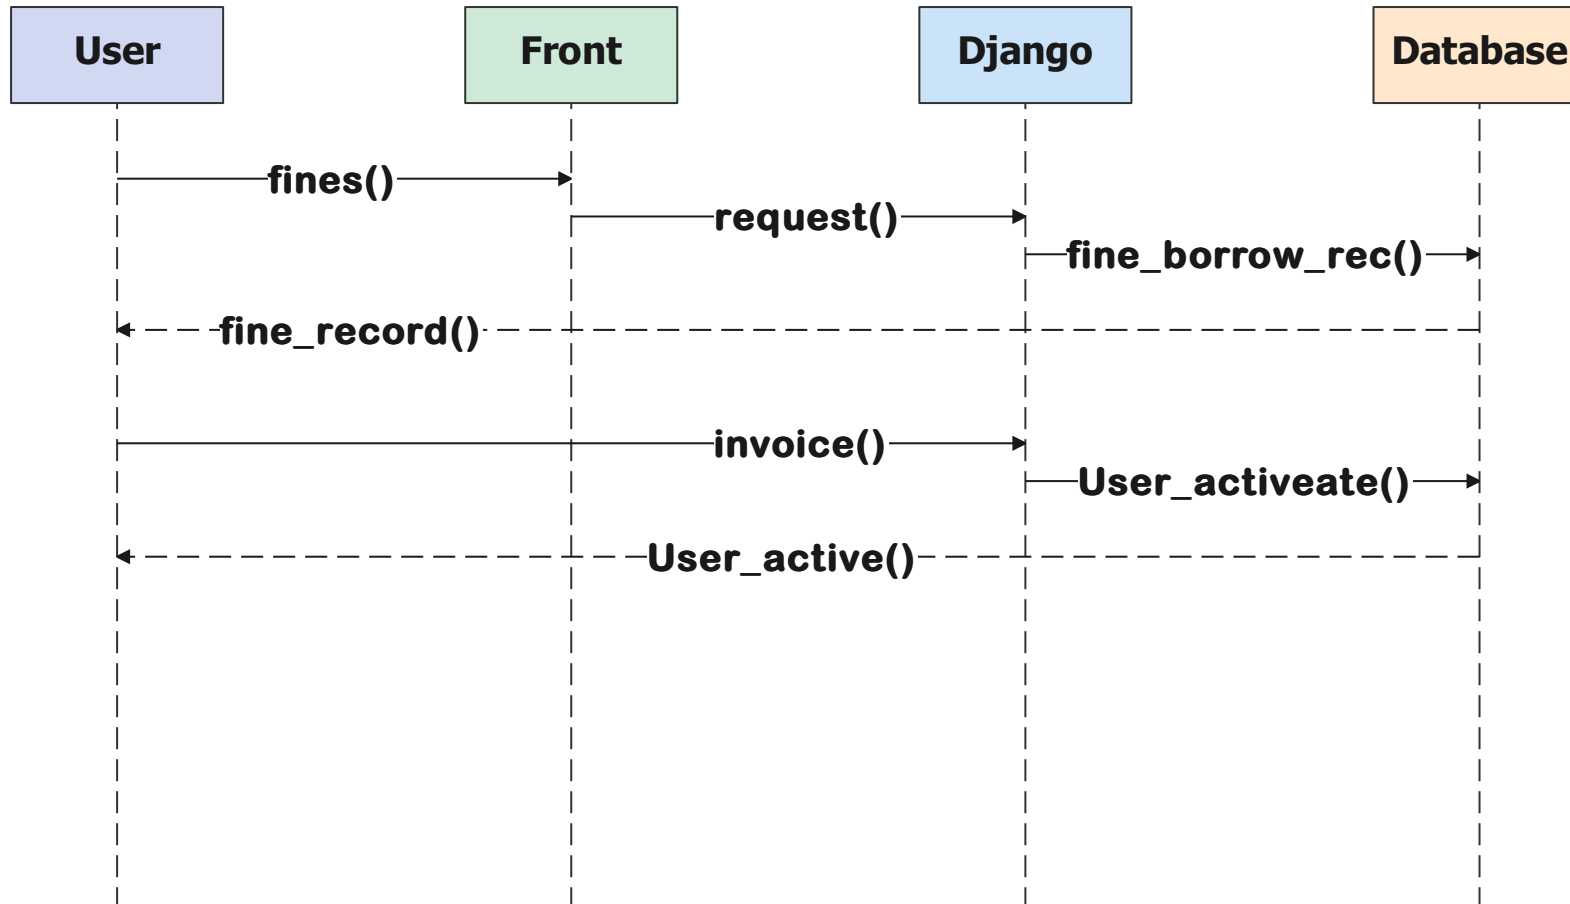 User
Front
Django
Database
fines()
request()
fine_borrow_rec()
fine_record()
invoice()
User_activeate()
User_active()